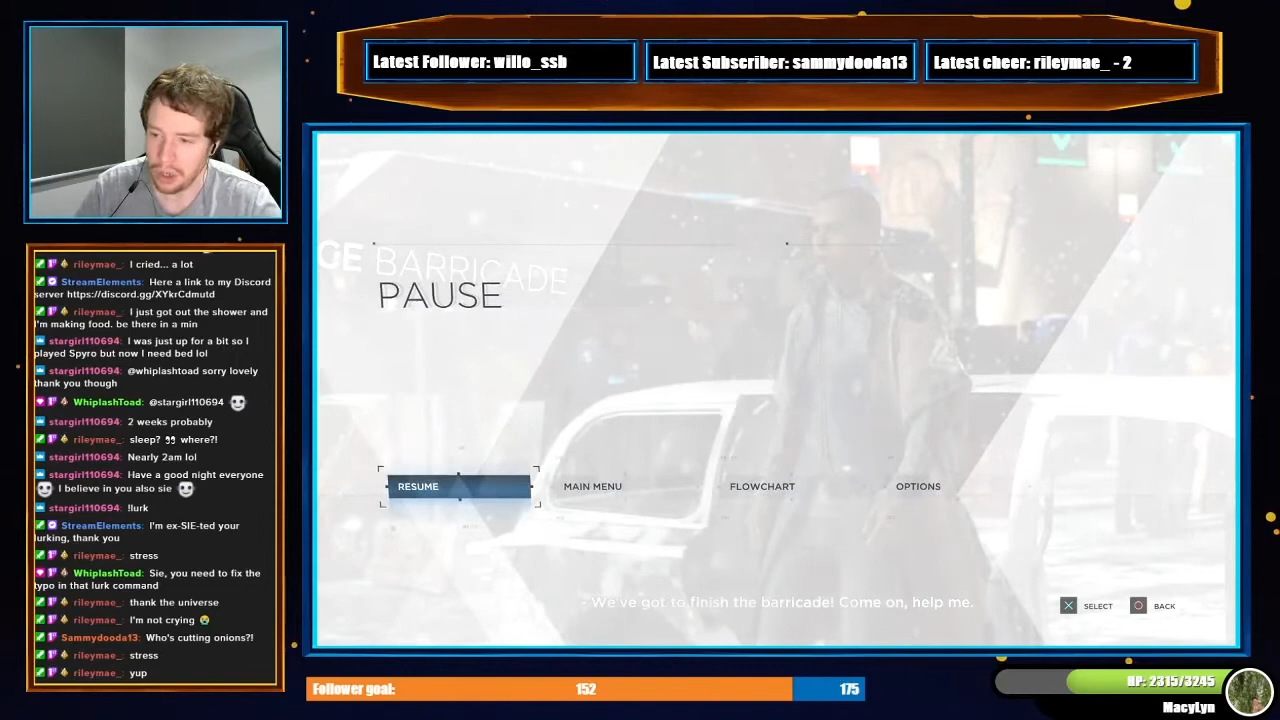 Latest Follower: willo_ssb
Latest Subscriber: sammydooda13
Latest cheer: rileymae_ - 2
rileymae_: I cried... a lot
StreamElements: Here a link to my Discord
server https://discord.gg/XYkrCdmutd
rileymae_: I just got out the shower and
I'm making food. be there in a min
stargirl110694: I was just up for a bit so I
played Spyro but now I need bed lol
stargirl110694: @whiplashtoad sorry lovely
thank you though
WhiplashToad: @stargirl110694
stargirl110694: 2 weeks probably
rileymae_: sleep? 👀 where?!
stargirl110694: Nearly 2am lol
stargirl110694: Have a good night everyone
I believe in you also sie
stargirl110694: !lurk
StreamElements: I'm ex-SIE-ted your
lurking, thank you
rileymae_: stress
WhiplashToad: Sie, you need to fix the
typo in that lurk command
rileymae_: thank the universe
rileymae_: I'm not crying 😭
Sammydooda13: Who's cutting onions?!
rileymae_: stress
rileymae_: yup
GE BARRICADE
PAUSE
RESUME
MAIN MENU
FLOWCHART
OPTIONS
- We've got to finish the barricade! Come on, help me.
SELECT
BACK
Follower goal:
152
175
HP: 2315/3245
MacyLyn